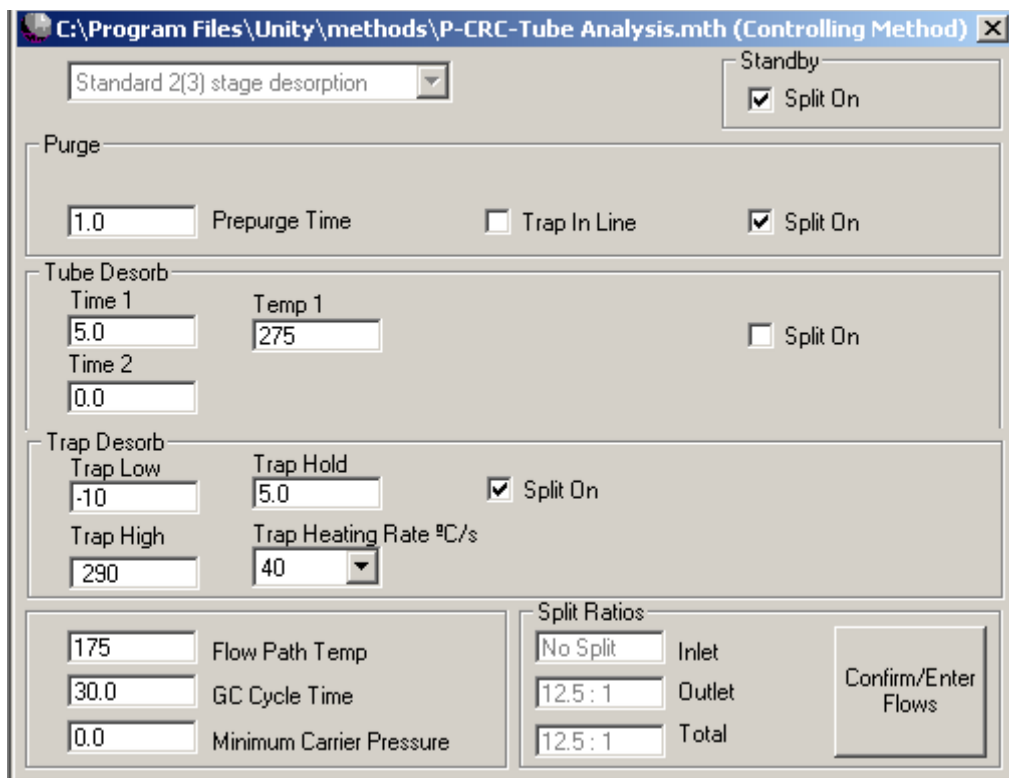 C:\Program Files\Unity\methods\P-CRC-Tube Analysis.mth (Controlling Method)
Standard 2(3) stage desorption
Standby
Split On
Purge
1.0 Prepurge Time Trap In Line Split On
Tube Desorb
Time 1 Temp 1
5.0 275 Split On
Time 2
0.0
Trap Desorb
Trap Low Trap Hold
-10 5.0 Split On
Trap High Trap Heating Rate ºC/s
290 40
175 Flow Path Temp
30.0 GC Cycle Time
0.0 Minimum Carrier Pressure
Split Ratios
No Split Inlet
12.5 : 1 Outlet
12.5 : 1 Total
Confirm/Enter
Flows